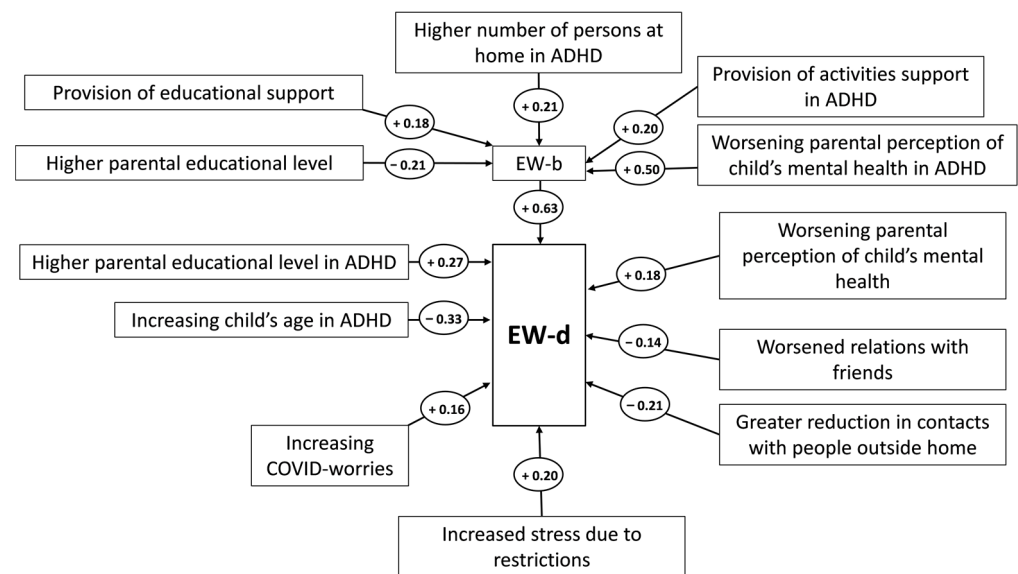 Higher number of persons at
home in ADHD
Provision of educational support
Provision of activities support
in ADHD
+ 0.21
+ 0.18
+ 0.20
Higher parental educational level
– 0.21
EW-b
+ 0.50
Worsening parental perception of
child’s mental health in ADHD
+ 0.63
Higher parental educational level in ADHD
+ 0.27
Worsening parental
perception of child’s mental
health
+ 0.18
Increasing child’s age in ADHD
– 0.33
EW-d
– 0.14
Worsened relations with
friends
+ 0.16
Increasing
COVID-worries
– 0.21
Greater reduction in contacts
with people outside home
+ 0.20
Increased stress due to
restrictions